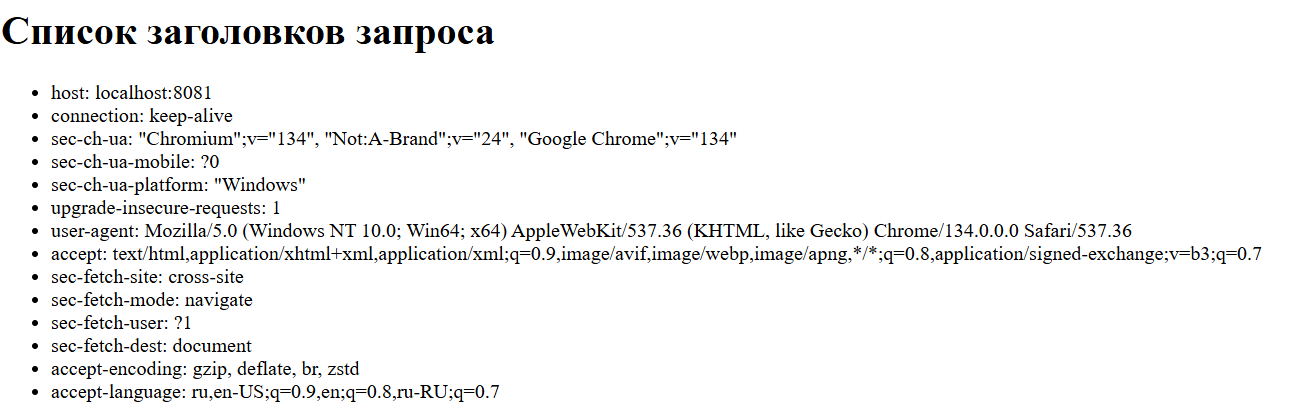 Список заголовков запроса
• host: localhost:8081
• connection: keep-alive
• sec-ch-ua: "Chromium";v="134", "Not:A-Brand";v="24", "Google Chrome";v="134"
• sec-ch-ua-mobile: ?0
• sec-ch-ua-platform: "Windows"
• upgrade-insecure-requests: 1
• user-agent: Mozilla/5.0 (Windows NT 10.0; Win64; x64) AppleWebKit/537.36 (KHTML, like Gecko) Chrome/134.0.0.0 Safari/537.36
• accept: text/html,application/xhtml+xml,application/xml;q=0.9,image/avif,image/webp,image/apng,*/*;q=0.8,application/signed-exchange;v=b3;q=0.7
• sec-fetch-site: cross-site
• sec-fetch-mode: navigate
• sec-fetch-user: ?1
• sec-fetch-dest: document
• accept-encoding: gzip, deflate, br, zstd
• accept-language: ru,en-US;q=0.9,en;q=0.8,ru-RU;q=0.7